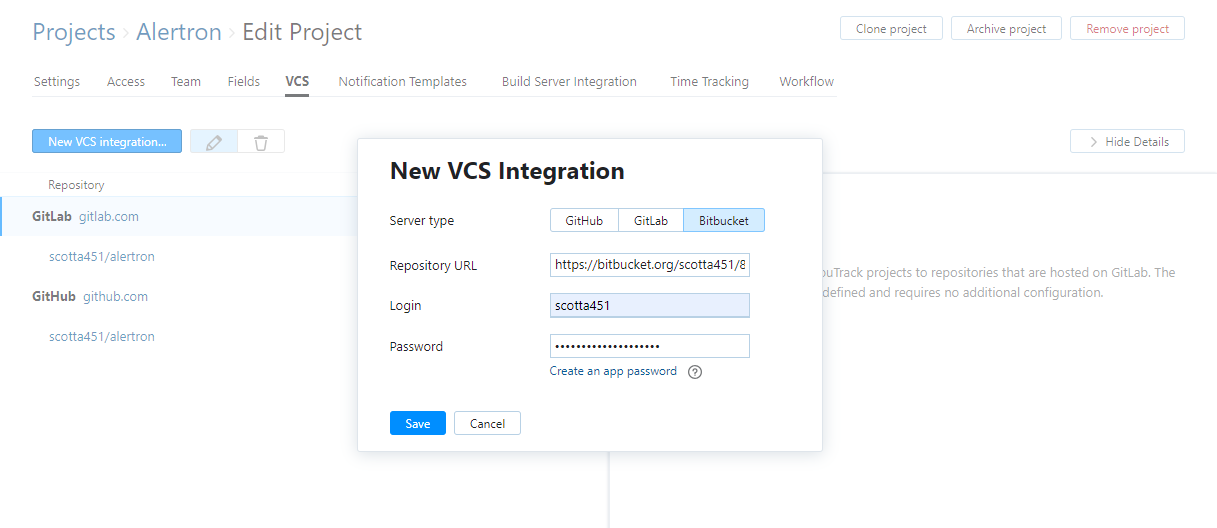 Projects › Alertron › Edit Project
Clone project
Archive project
Remove project
Settings Access Team Fields VCS Notification Templates Build Server Integration Time Tracking Workflow
New VCS integration...
Hide Details
Repository
GitLab gitlab.com
scotta451/alertron
GitHub github.com
scotta451/alertron
New VCS Integration
Server type GitHub GitLab Bitbucket
Repository URL https://bitbucket.org/scotta451/8
Login scotta451
Password ••••••••••••••••••••
Create an app password ?
Save Cancel
ouTrack projects to repositories that are hosted on GitLab. The
defined and requires no additional configuration.